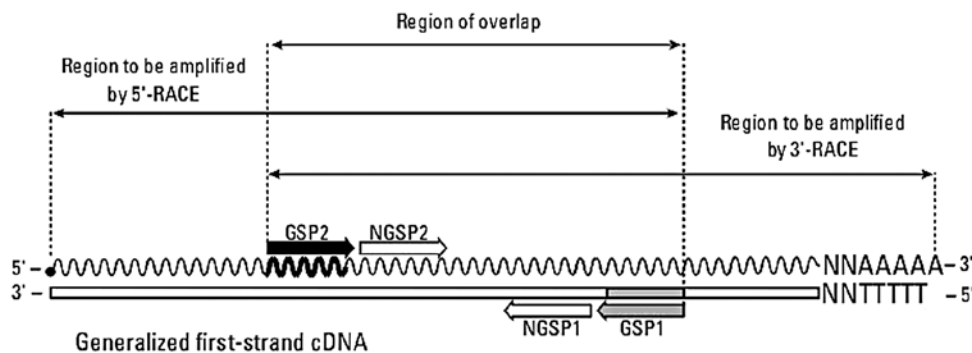 Region of overlap
Region to be amplified
by 5'-RACE
Region to be amplified
by 3'-RACE
GSP2 NGSP2
5' – NNAAAAA – 3'
3' – NNTTTTT – 5'
NGSP1 GSP1
Generalized first-strand cDNA